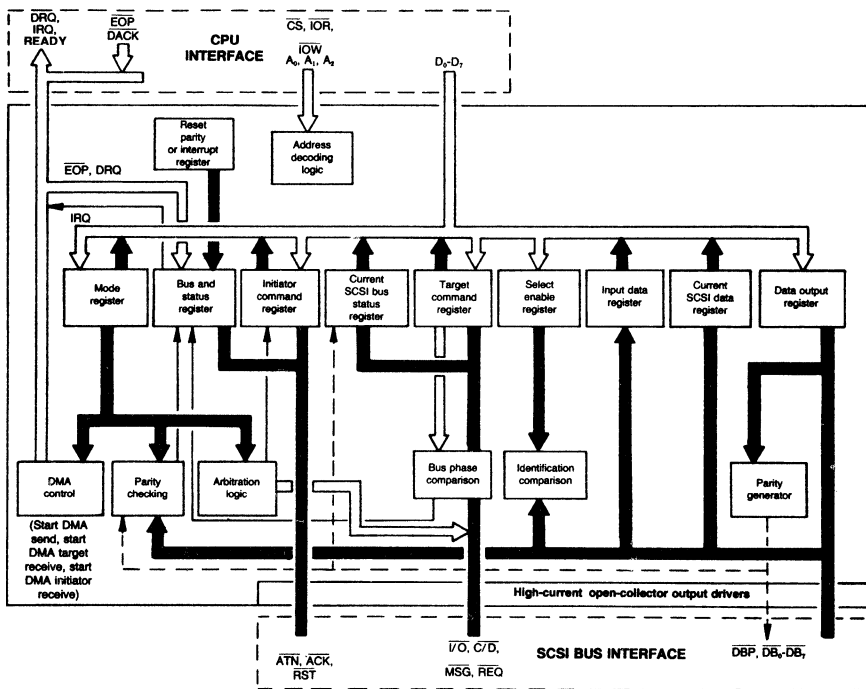 DRQ,
IRQ,
READY
EOP
DACK
CPU
INTERFACE
CS, IOR,
IOW
A₀, A₁, A₂
D₀-D₇
Reset
parity
or interrupt
register
Address
decoding
logic
EOP, DRQ
IRQ
Mode
register
Bus and
status
register
Initiator
command
register
Current
SCSI bus
status
register
Target
command
register
Select
enable
register
Input data
register
Current
SCSI data
register
Data output
register
DMA
control
Parity
checking
Arbitration
logic
Bus phase
comparison
Identification
comparison
Parity
generator
(Start DMA
send, start
DMA target
receive, start
DMA initiator
receive)
High-current open-collector output drivers
ATN, ACK,
RST
I/O, C/D,
MSG, REQ
SCSI BUS INTERFACE
DBP, DB₀-DB₇